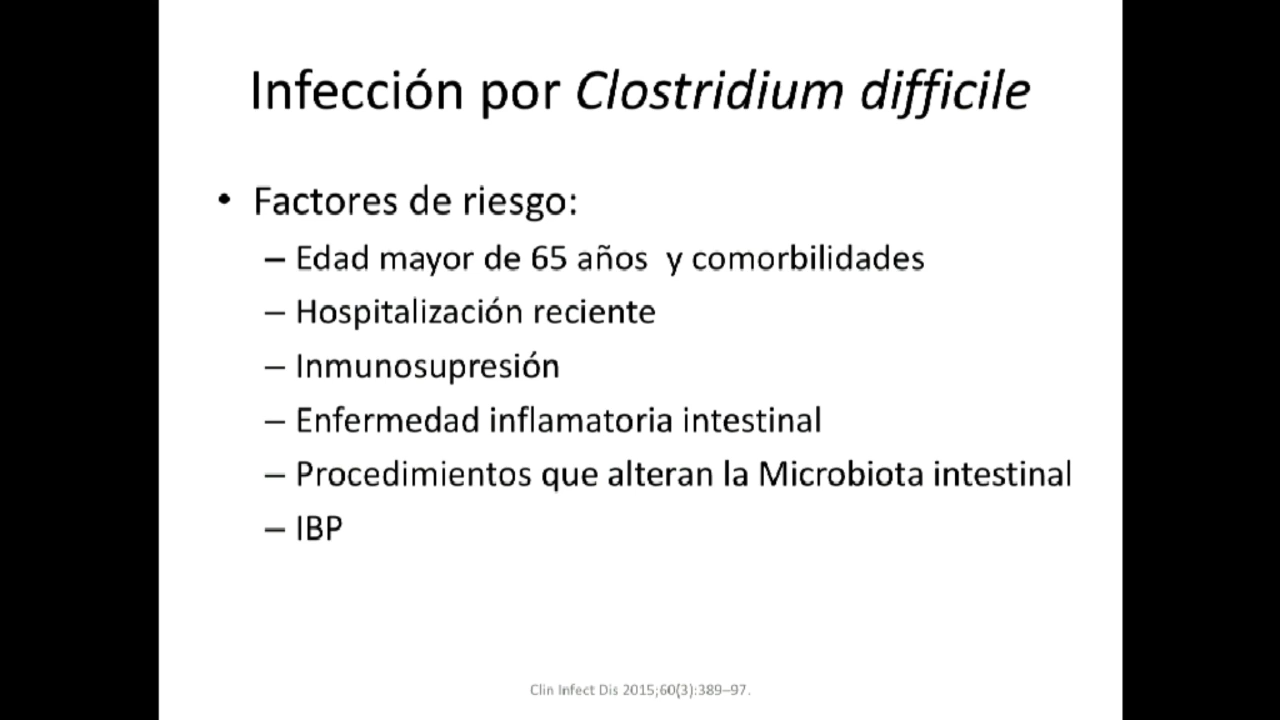 Infección por Clostridium difficile
• Factores de riesgo:
– Edad mayor de 65 años y comorbilidades
– Hospitalización reciente
– Inmunosupresión
– Enfermedad inflamatoria intestinal
– Procedimientos que alteran la Microbiota intestinal
– IBP
Clin Infect Dis 2015;60(3):389–97.